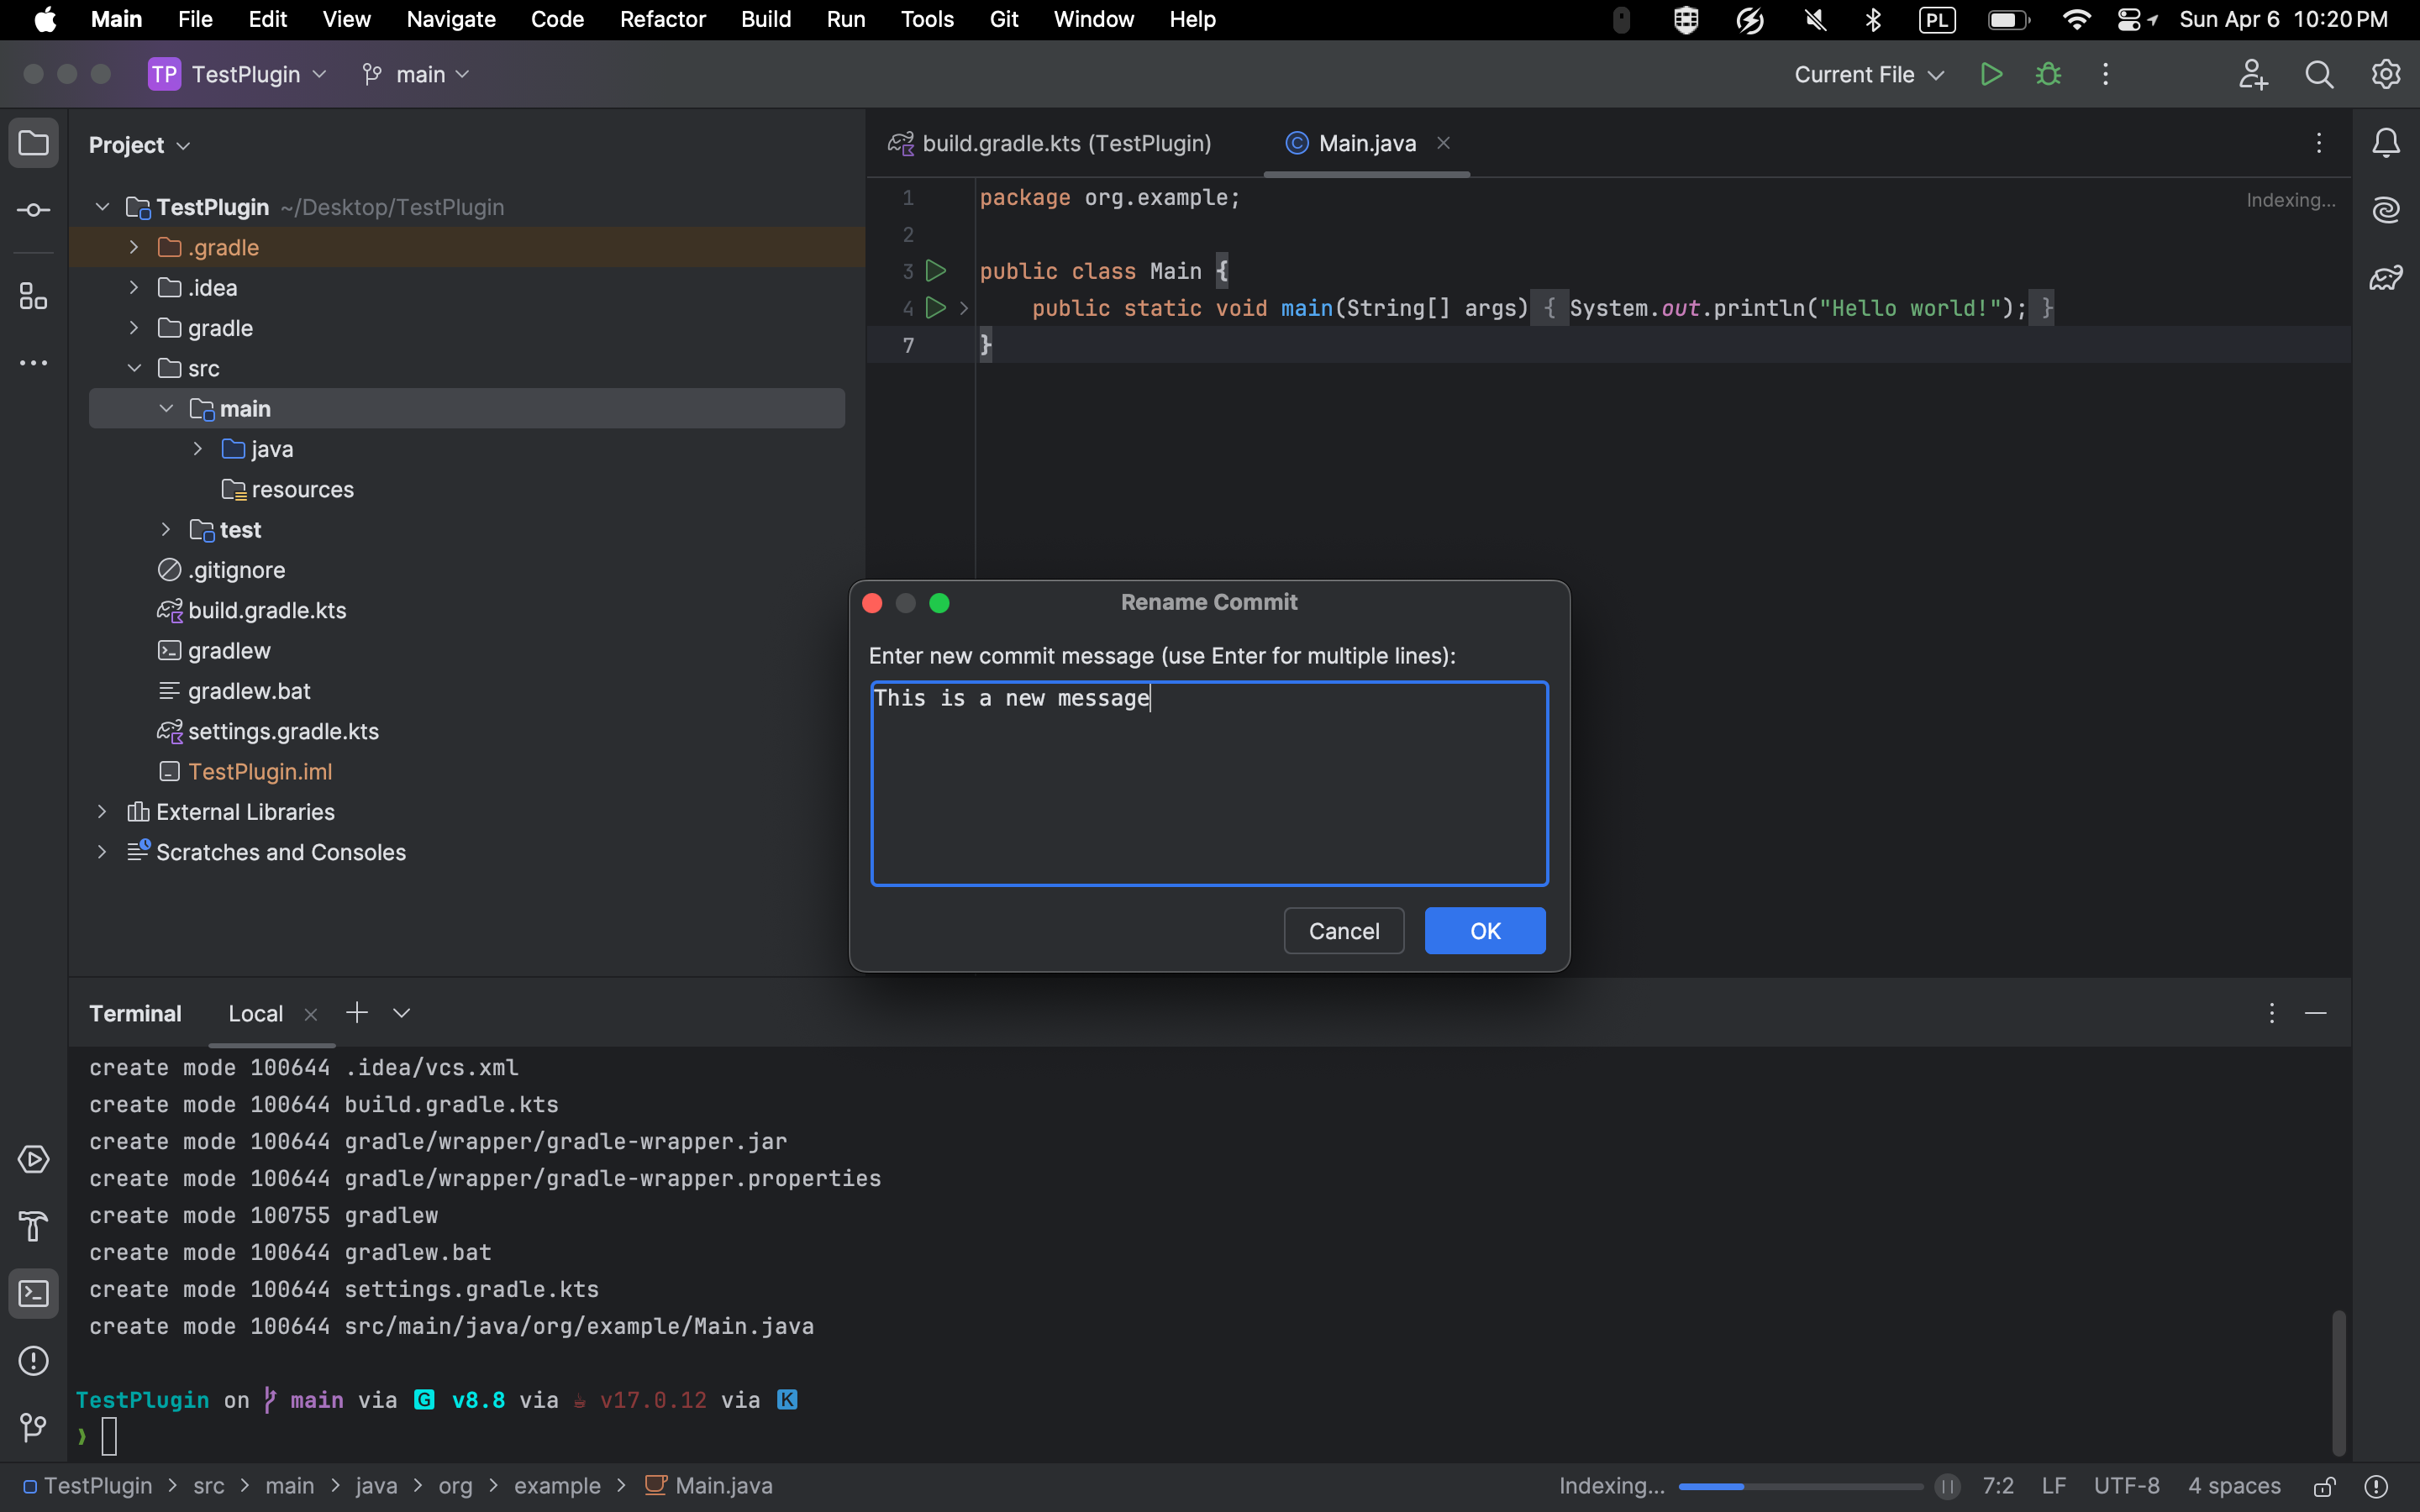 Main File Edit View Navigate Code Refactor Build Run Tools Git Window Help PL Sun Apr 6 10:20 PM
TP TestPlugin main Current File
Project
TestPlugin ~/Desktop/TestPlugin
.gradle
.idea
gradle
src
main
java
resources
test
.gitignore
build.gradle.kts
gradlew
gradlew.bat
settings.gradle.kts
TestPlugin.iml
External Libraries
Scratches and Consoles
build.gradle.kts (TestPlugin) Main.java
Indexing...
1 package org.example;
2
3 public class Main {
4 public static void main(String[] args) { System.out.println("Hello world!"); }
7 }
Rename Commit
Enter new commit message (use Enter for multiple lines):
This is a new message
Cancel OK
Terminal Local
create mode 100644 .idea/vcs.xml
create mode 100644 build.gradle.kts
create mode 100644 gradle/wrapper/gradle-wrapper.jar
create mode 100644 gradle/wrapper/gradle-wrapper.properties
create mode 100755 gradlew
create mode 100644 gradlew.bat
create mode 100644 settings.gradle.kts
create mode 100644 src/main/java/org/example/Main.java
TestPlugin on main via G v8.8 via v17.0.12 via K
❯
TestPlugin > src > main > java > org > example > Main.java Indexing... 7:2 LF UTF-8 4 spaces